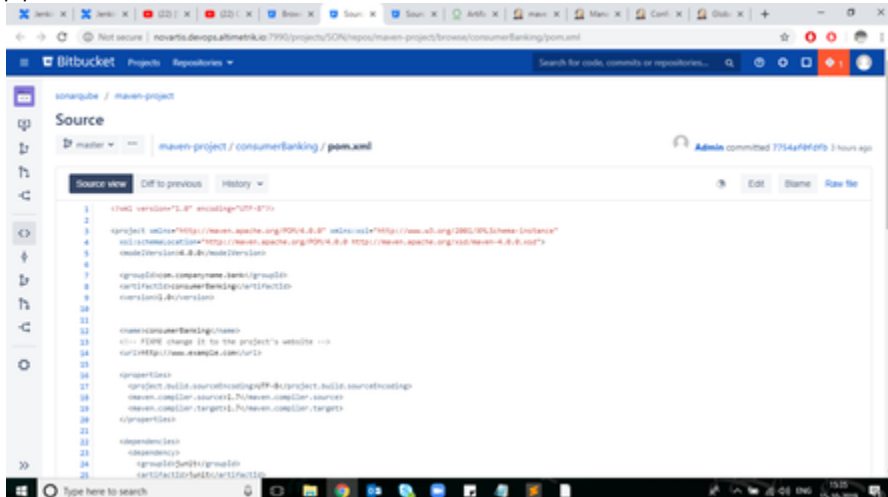 Not secure | novartis.devops.altimetrik.io:7990/projects/SON/repos/maven-project/browse/consumerBanking/pom.xml
Bitbucket Projects Repositories Search for code, commits or repositories...
sonarqube / maven-project
Source
master maven-project / consumerBanking / pom.xml Admin committed 3 hours ago
Source view Diff to previous History Edit Blame Raw file
1 <?xml version="1.0" encoding="UTF-8"?>
2
3 <project xmlns="http://maven.apache.org/POM/4.0.0" xmlns:xsi="http://www.w3.org/2001/XMLSchema-instance"
4 xsi:schemaLocation="http://maven.apache.org/POM/4.0.0 http://maven.apache.org/xsd/maven-4.0.0.xsd">
5 <modelVersion>4.0.0</modelVersion>
6
7 <groupId>com.companyname.bank</groupId>
8 <artifactId>consumerBanking</artifactId>
9 <version>1.0</version>
10
11
12 <name>consumerBanking</name>
13 <!-- FIXME change it to the project's website -->
14 <url>http://www.example.com</url>
15
16 <properties>
17 <project.build.sourceEncoding>UTF-8</project.build.sourceEncoding>
18 <maven.compiler.source>1.7</maven.compiler.source>
19 <maven.compiler.target>1.7</maven.compiler.target>
20 </properties>
21
22 <dependencies>
23 <dependency>
24 <groupId>junit</groupId>
25 <artifactId>junit</artifactId>
Type here to search ENG 15:35